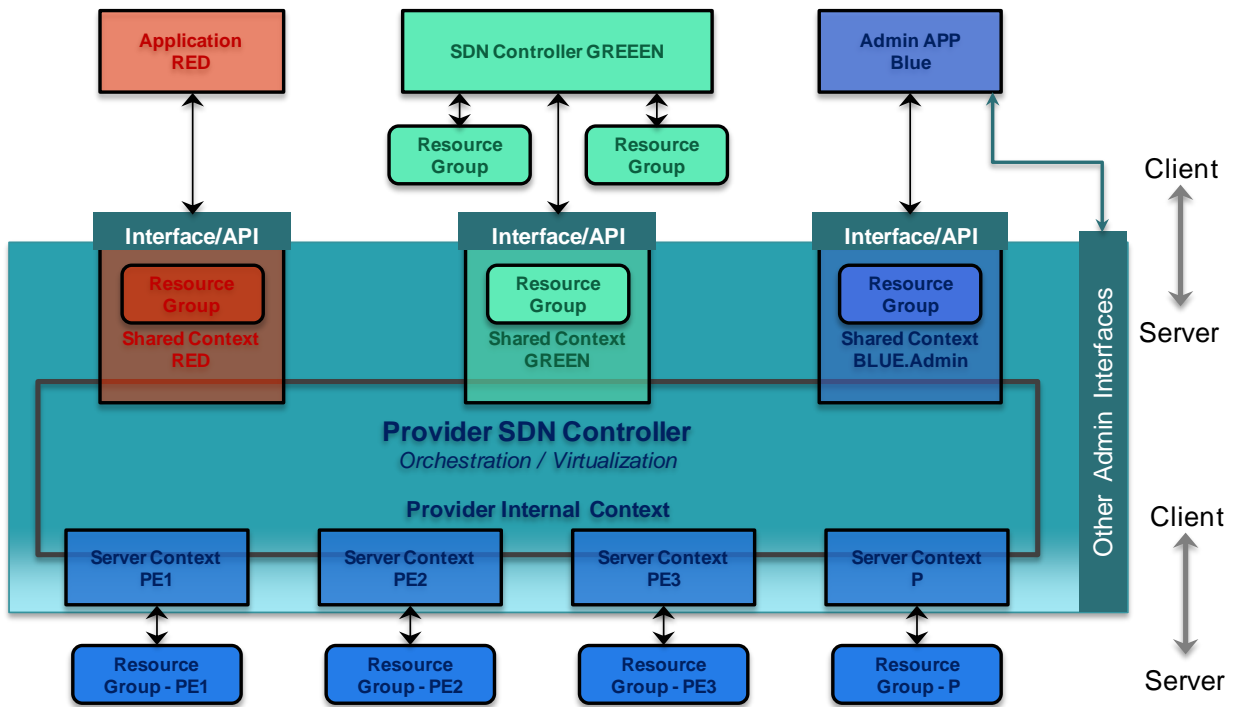 Application
RED
SDN Controller GREEEN
Admin APP
Blue
Resource
Group
Resource
Group
Client
Server
Interface/API
Interface/API
Interface/API
Resource
Group
Shared Context
RED
Resource
Group
Shared Context
GREEN
Resource
Group
Shared Context
BLUE.Admin
Other Admin Interfaces
Provider SDN Controller
Orchestration / Virtualization
Provider Internal Context
Server Context
PE1
Server Context
PE2
Server Context
PE3
Server Context
P
Client
Server
Resource
Group - PE1
Resource
Group - PE2
Resource
Group - PE3
Resource
Group - P